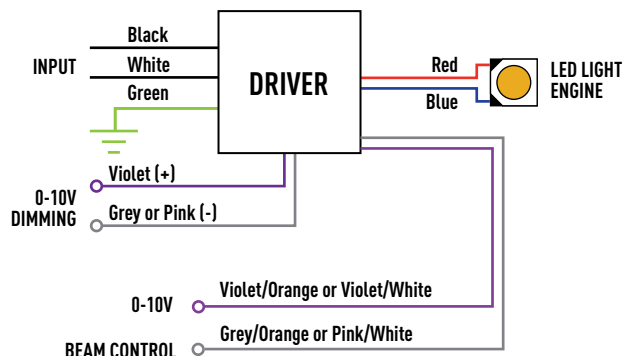 Black
INPUT
White
Green
DRIVER
Red
Blue
LED LIGHT
ENGINE
Violet (+)
0-10V
DIMMING
Grey or Pink (-)
Violet/Orange or Violet/White
0-10V
Grey/Orange or Pink/White
BEAM CONTROL